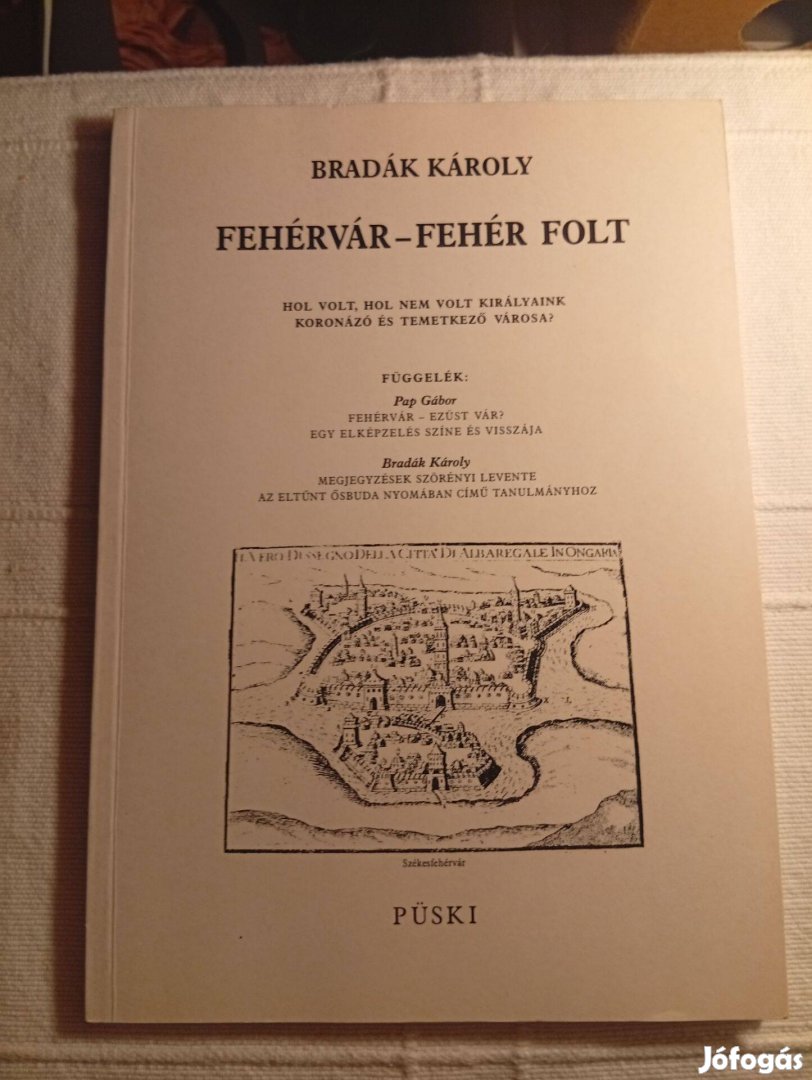 BRADÁK KÁROLY
FEHÉRVÁR – FEHÉR FOLT
HOL VOLT, HOL NEM VOLT KIRÁLYAINK
KORONÁZÓ ÉS TEMETKEZŐ VÁROSA?
FÜGGELÉK:
Pap Gábor
FEHÉRVÁR – EZÜST VÁR?
EGY ELKÉPZELÉS SZÍNE ÉS VISSZÁJA
Bradák Károly
MEGJEGYZÉSEK SZÖRÉNYI LEVENTE
AZ ELTŰNT ŐSBUDA NYOMÁBAN CÍMŰ TANULMÁNYHOZ
IL VERO DISSEGNO DELLA CITTA DI ALBAREGALE IN ONGARIA
Székesfehérvár
PÜSKI
Jófogás